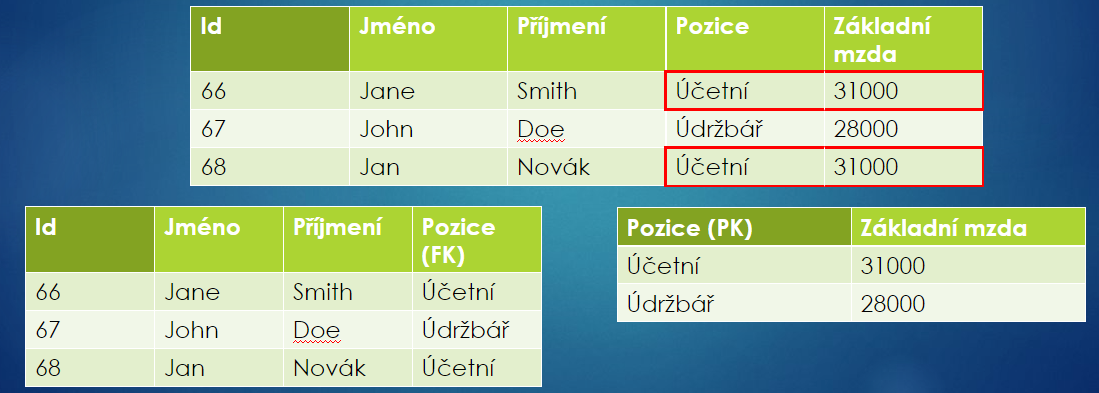 Id Jméno Příjmení Pozice Základní mzda
66 Jane Smith Účetní 31000
67 John Doe Údržbář 28000
68 Jan Novák Účetní 31000
Id Jméno Příjmení Pozice (FK)
66 Jane Smith Účetní
67 John Doe Údržbář
68 Jan Novák Účetní
Pozice (PK) Základní mzda
Účetní 31000
Údržbář 28000